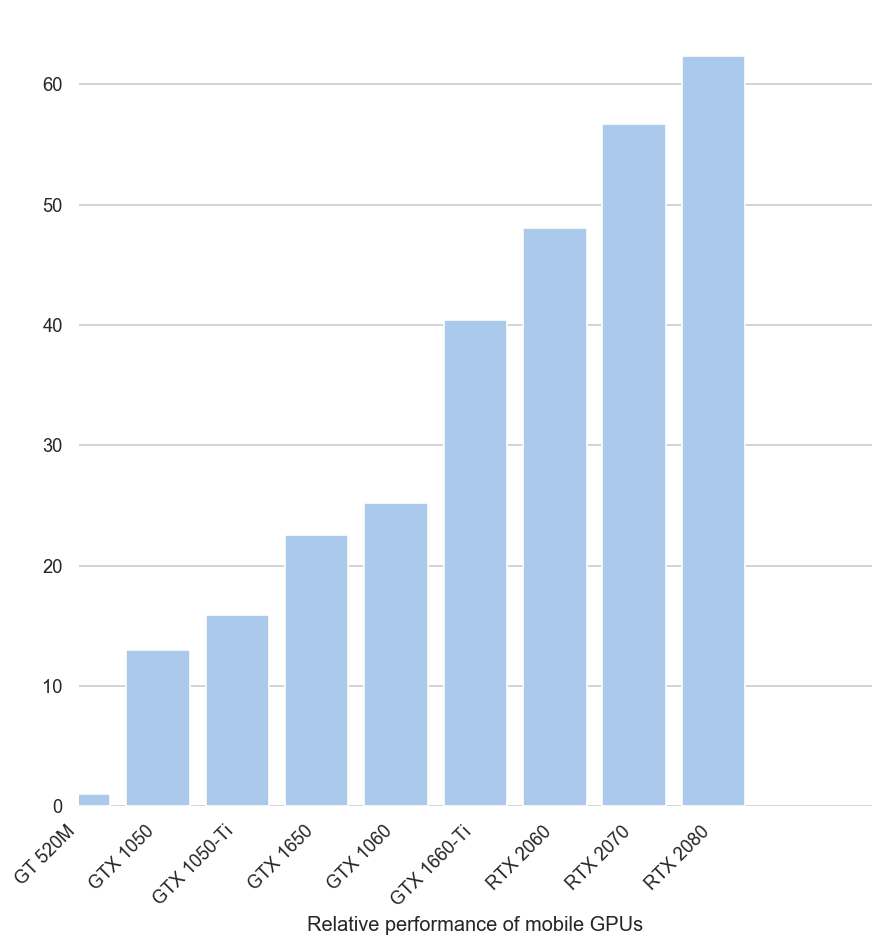 60
50
40
30
20
10
0
GT 520M
GTX 1050
GTX 1050-Ti
GTX 1650
GTX 1060
GTX 1660-Ti
RTX 2060
RTX 2070
RTX 2080
Relative performance of mobile GPUs